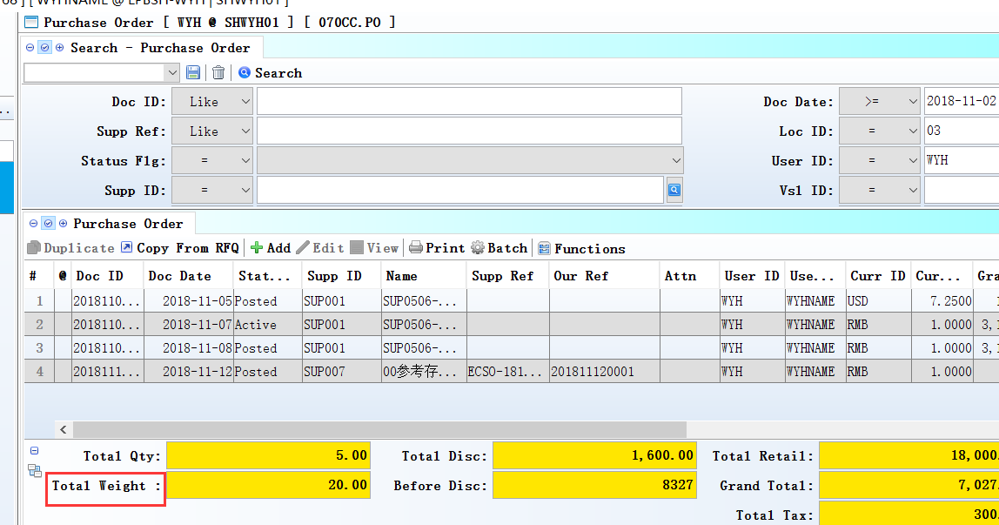 ] [ WYHNAME @ EPBSH-WYH | SHWYH01 ]
Purchase Order [ WYH @ SHWYH01 ] [ 070CC.PO ]
Search - Purchase Order
Search
Doc ID: Like Doc Date: >= 2018-11-02
Supp Ref: Like Loc ID: = 03
Status Flg: = User ID: = WYH
Supp ID: = Vsl ID: =
Purchase Order
Duplicate Copy From RFQ Add Edit View Print Batch Functions
# @ Doc ID Doc Date Stat... Supp ID Name Supp Ref Our Ref Attn User ID Use... Curr ID Cur... Gra
1 2018110... 2018-11-05 Posted SUP001 SUP0506-... WYH WYHNAME USD 7.2500
2 2018110... 2018-11-07 Active SUP001 SUP0506-... WYH WYHNAME RMB 1.0000 3,
3 2018110... 2018-11-08 Posted SUP001 SUP0506-... WYH WYHNAME RMB 1.0000 3,
4 2018111... 2018-11-12 Posted SUP007 00参考存... ECSO-181... 201811120001 WYH WYHNAME RMB 1.0000
Total Qty: 5.00 Total Disc: 1,600.00 Total Retail: 18,000.
Total Weight : 20.00 Before Disc: 8327 Grand Total: 7,027.
Total Tax: 300